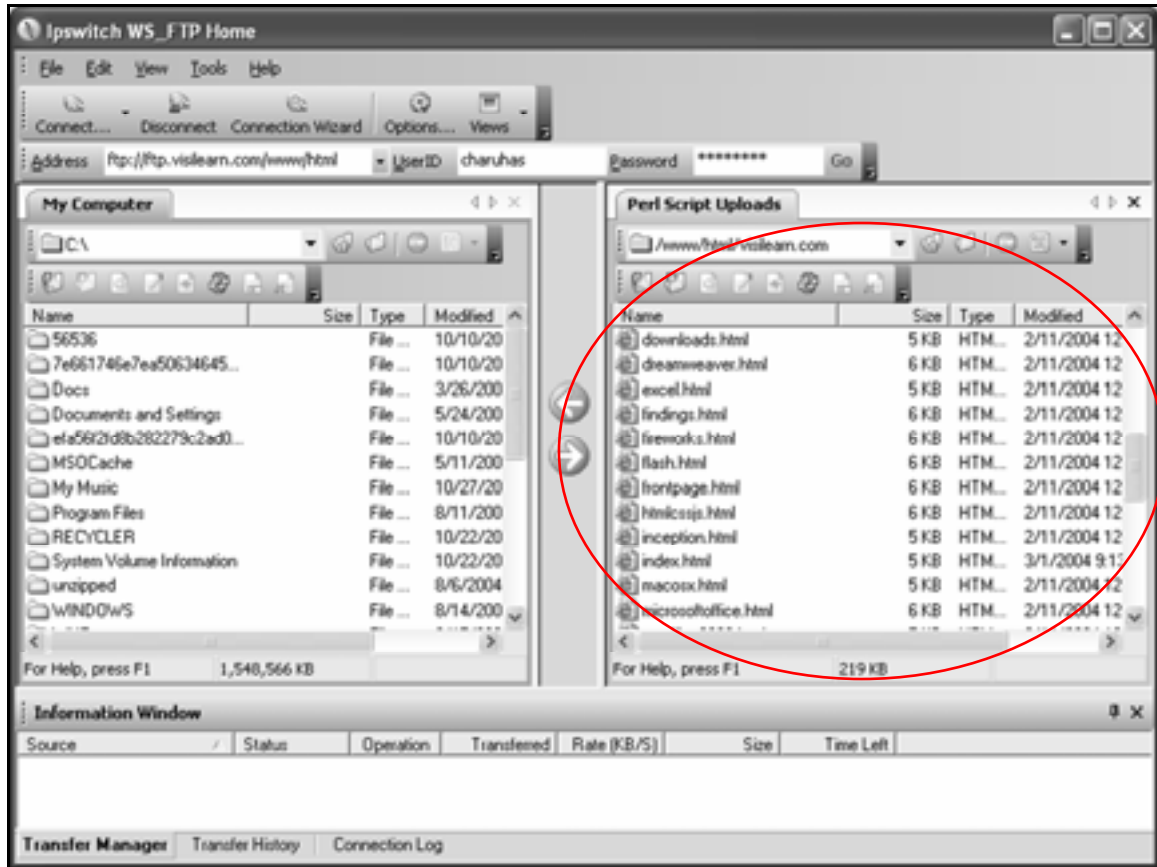 Ipswitch WS_FTP Home
File Edit View Tools Help
Connect.... Disconnect Connection Wizard Options.... Views
Address ftp://ftp.visilearn.com/www/html UserID charuhas Password ******** Go
My Computer
C:\
Name Size Type Modified
56536 File ... 10/10/20
7e661746e7ea50634645... File ... 10/10/20
Docs File ... 3/26/200
Documents and Settings File ... 5/24/200
File ... 10/10/20
MSOCache File ... 5/11/200
My Music File ... 10/27/20
Program Files File ... 8/11/200
RECYCLER File ... 10/22/20
System Volume Information File ... 10/22/20
unzipped File ... 8/6/2004
WINDOWS File ... 8/14/200
For Help, press F1 1,548,566 KB
Perl Script Uploads
/www/html/visilearn.com
Name Size Type Modified
downloads.html 5 KB HTM... 2/11/2004 12
dreamweaver.html 6 KB HTM... 2/11/2004 12
excel.html 5 KB HTM... 2/11/2004 12
findings.html 6 KB HTM... 2/11/2004 12
fireworks.html 6 KB HTM... 2/11/2004 12
flash.html 6 KB HTM... 2/11/2004 12
frontpage.html 6 KB HTM... 2/11/2004 12
htmlcssjs.html 5 KB HTM... 2/11/2004 12
inception.html 5 KB HTM... 2/11/2004 12
index.html 5 KB HTM... 3/1/2004 9:13
macosx.html 5 KB HTM... 2/11/2004 12
microsoftoffice.html 6 KB HTM... 2/11/2004 12
For Help, press F1 219 KB
Information Window
Source / Status Operation Transferred Rate (KB/S) Size Time Left
Transfer Manager Transfer History Connection Log